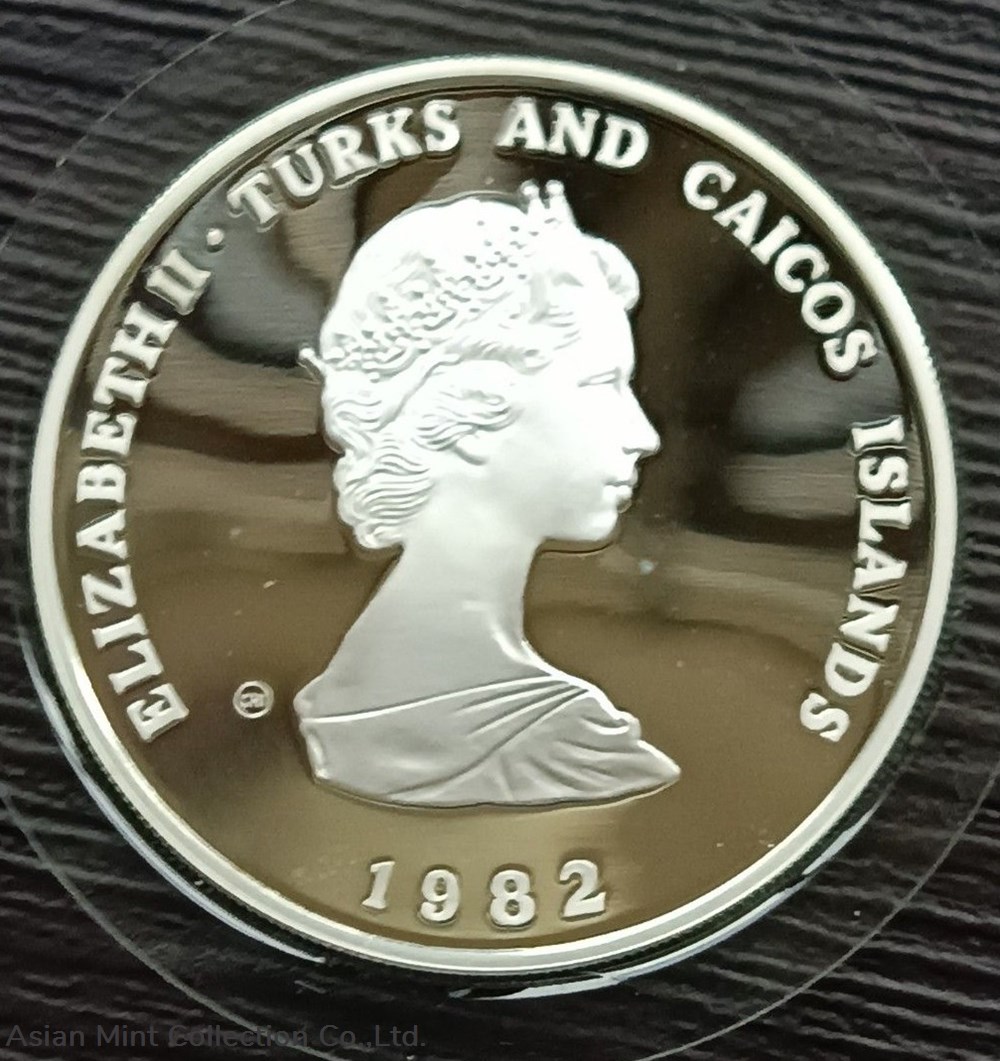 ELIZABETH II · TURKS AND CAICOS ISLANDS
1982
Asian Mint Collection Co.,Ltd.